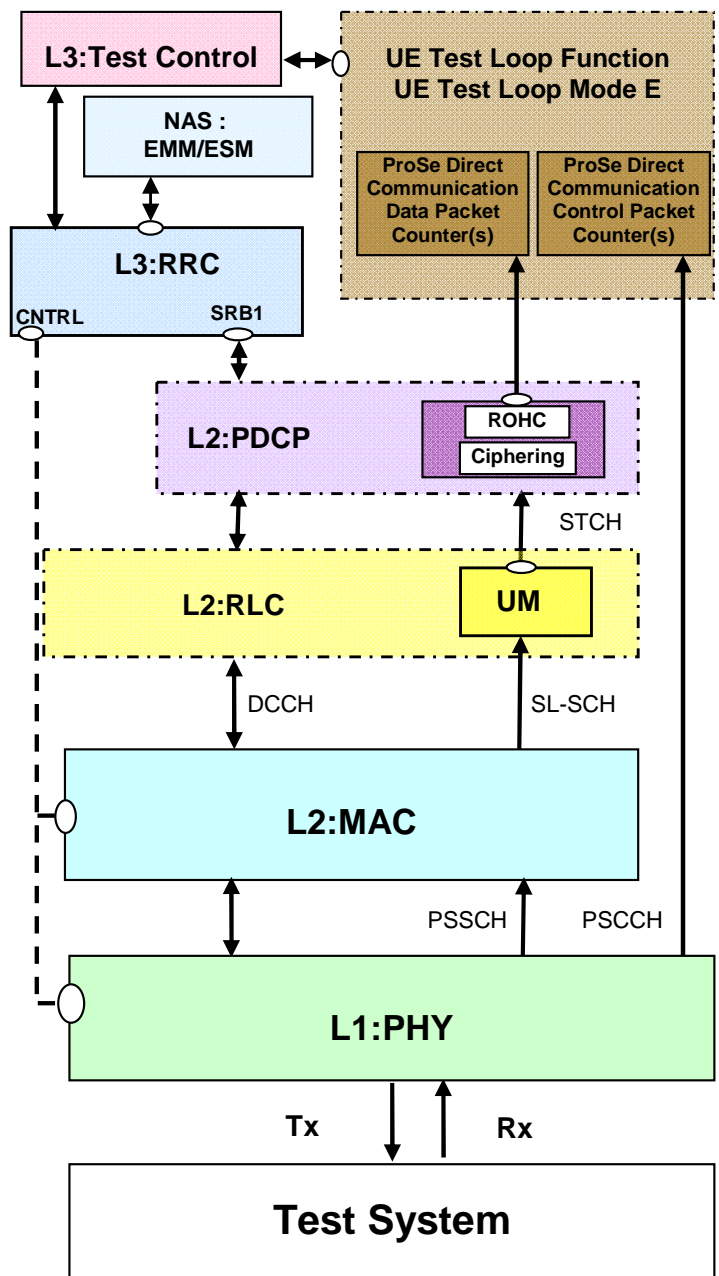 L3:Test Control
UE Test Loop Function
UE Test Loop Mode E
NAS :
EMM/ESM
ProSe Direct
Communication
Data Packet
Counter(s)
ProSe Direct
Communication
Control Packet
Counter(s)
L3:RRC
CNTRL
SRB1
L2:PDCP
ROHC
Ciphering
STCH
L2:RLC
UM
DCCH
SL-SCH
L2:MAC
PSSCH
PSCCH
L1:PHY
Tx
Rx
Test System